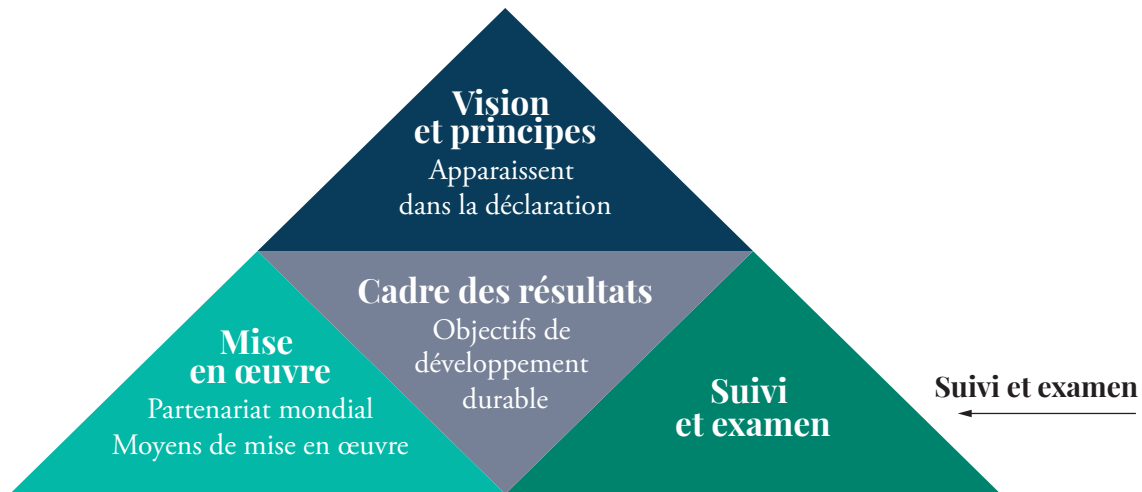 Vision
et principes
Apparaissent
dans la déclaration
Cadre des résultats
Objectifs de
développement
durable
Mise
en œuvre
Partenariat mondial
Moyens de mise en œuvre
Suivi
et examen
Suivi et examen